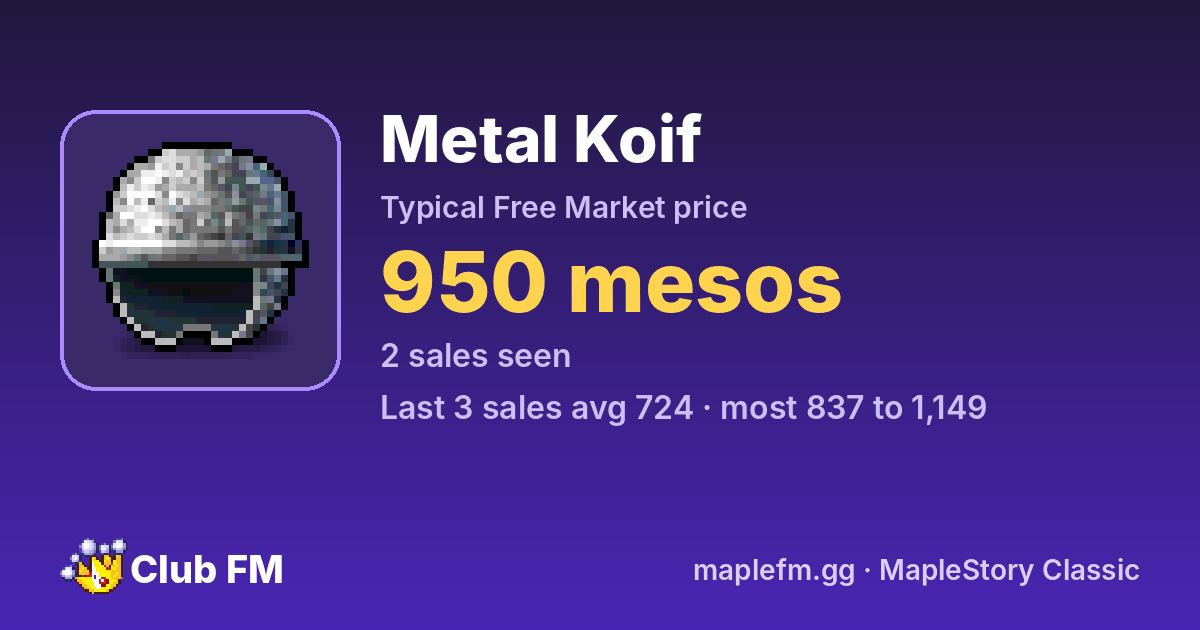 Metal Koif
Typical Free Market price
950 mesos
2 sales seen
Last 3 sales avg 724 · most 837 to 1,149
Club FM
maplefm.gg · MapleStory Classic